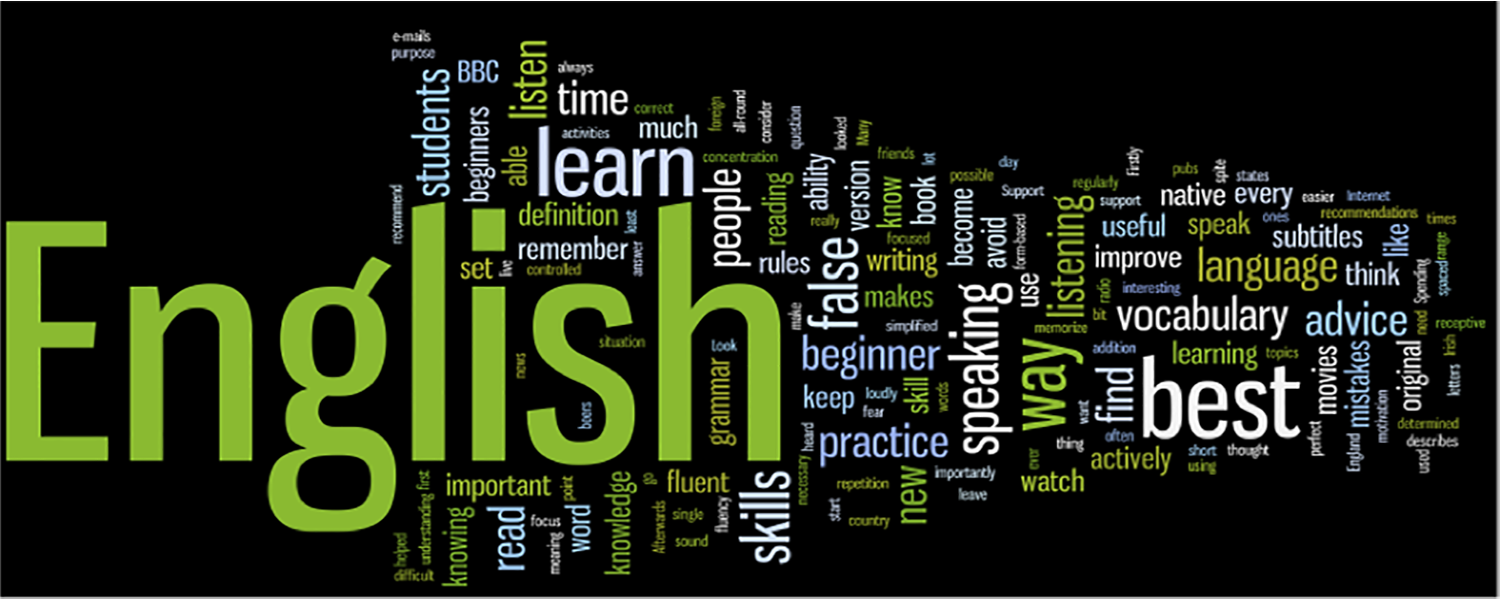 English
e-mails
purpose
BBC
students
beginners
listen
able
always
time
correct
activities
much
learn
recommend
definition
least
remember
answer
set
live
controlled
foreign
all-round
consider
question
looked
Many
concentration
people
reading
ability
really
version
friends
know
lot
book
focused
rules
false
writing
makes
make
simplified
possible
day
Support
become
avoid
form-based
use
regularly
listening
support
Firstly
pubs
spite
states
native
every
easier
Internet
useful
speak
ones
recommendations
times
subtitles
like
range
improve
language
think
Spending
spaced
radio
interesting
bit
memorize
vocabulary
advice
need
receptive
Irish
situation
news
Look
grammar
beers
beginner
keep
loudly
fear
skill
words
speaking
way
addition
learning
topics
find
want
best
movies
mistakes
original
letters
motivation
perfect
England
determined
describes
used
practice
heard
thing
often
ever
actively
short
using
thought
watch
necessary
repetition
new
importantly
leave
start
country
first
understanding
helped
difficult
important
point
knowing
read
focus
meaning
word
knowledge
go
fluent
Afterwards
single
sound
fluency
skills